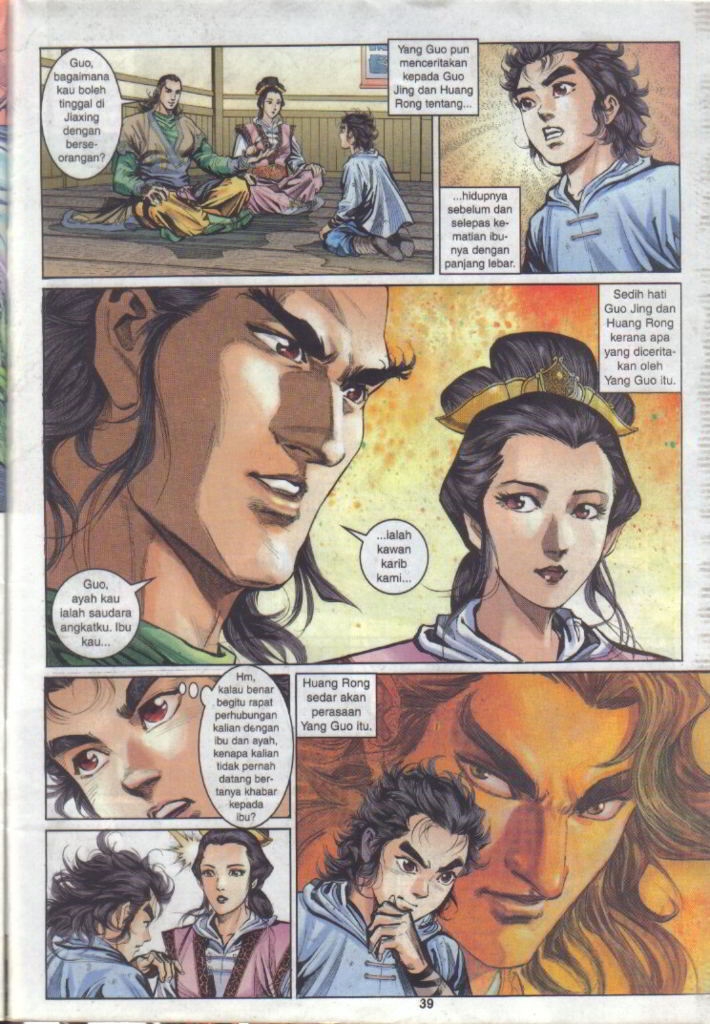 Guo,
bagaimana
kau boleh
tinggal di
Jiaxing
dengan
berse-
orangan?
Yang Guo pun
menceritakan
kepada Guo
Jing dan Huang
Rong tentang...
...hidupnya
sebelum dan
selepas ke-
matian ibu-
nya dengan
panjang lebar.
Sedih hati
Guo Jing dan
Huang Rong
kerana apa
yang dicerita-
kan oleh
Yang Guo itu.
Guo,
ayah kau
ialah saudara
angkatku. Ibu
kau...
...ialah
kawan
karib
kami...
Hm,
kalau benar
begitu rapat
perhubungan
kalian dengan
ibu dan ayah,
kenapa kalian
tidak pernah
datang ber-
tanya khabar
kepada
ibu?
Huang Rong
sedar akan
perasaan
Yang Guo itu.
39